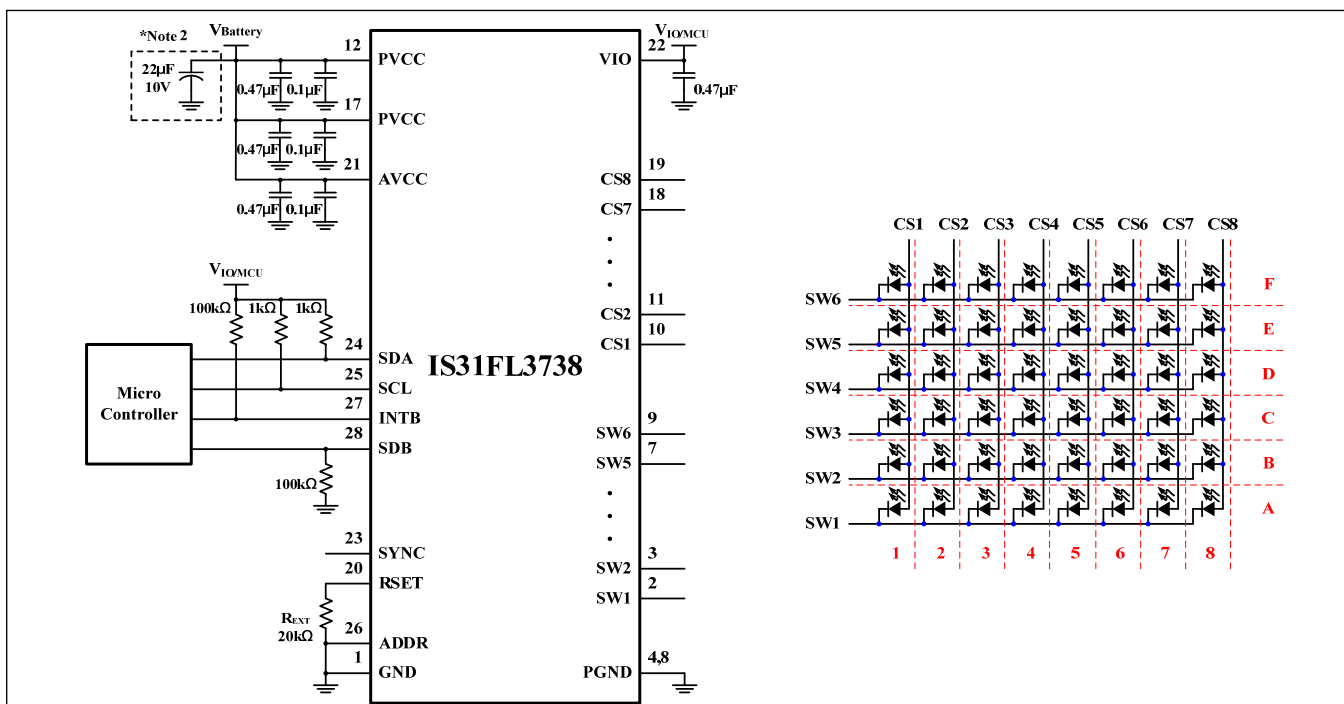 *Note 2
22µF
10V
VBattery
12
PVCC
0.47µF 0.1µF
17
PVCC
0.47µF 0.1µF
21
AVCC
0.47µF 0.1µF
VIO/MCU
100kΩ 1kΩ 1kΩ
Micro
Controller
24
SDA
25
SCL
27
INTB
28
SDB
100kΩ
23
SYNC
20
RSET
REXT
20kΩ
26
ADDR
1
GND
IS31FL3738
VIO/MCU
22
VIO
0.47µF
19
CS8
18
CS7
11
CS2
10
CS1
9
SW6
7
SW5
3
SW2
2
SW1
4,8
PGND
CS1 CS2 CS3 CS4 CS5 CS6 CS7 CS8
SW6 F
SW5 E
SW4 D
SW3 C
SW2 B
SW1 A
1 2 3 4 5 6 7 8